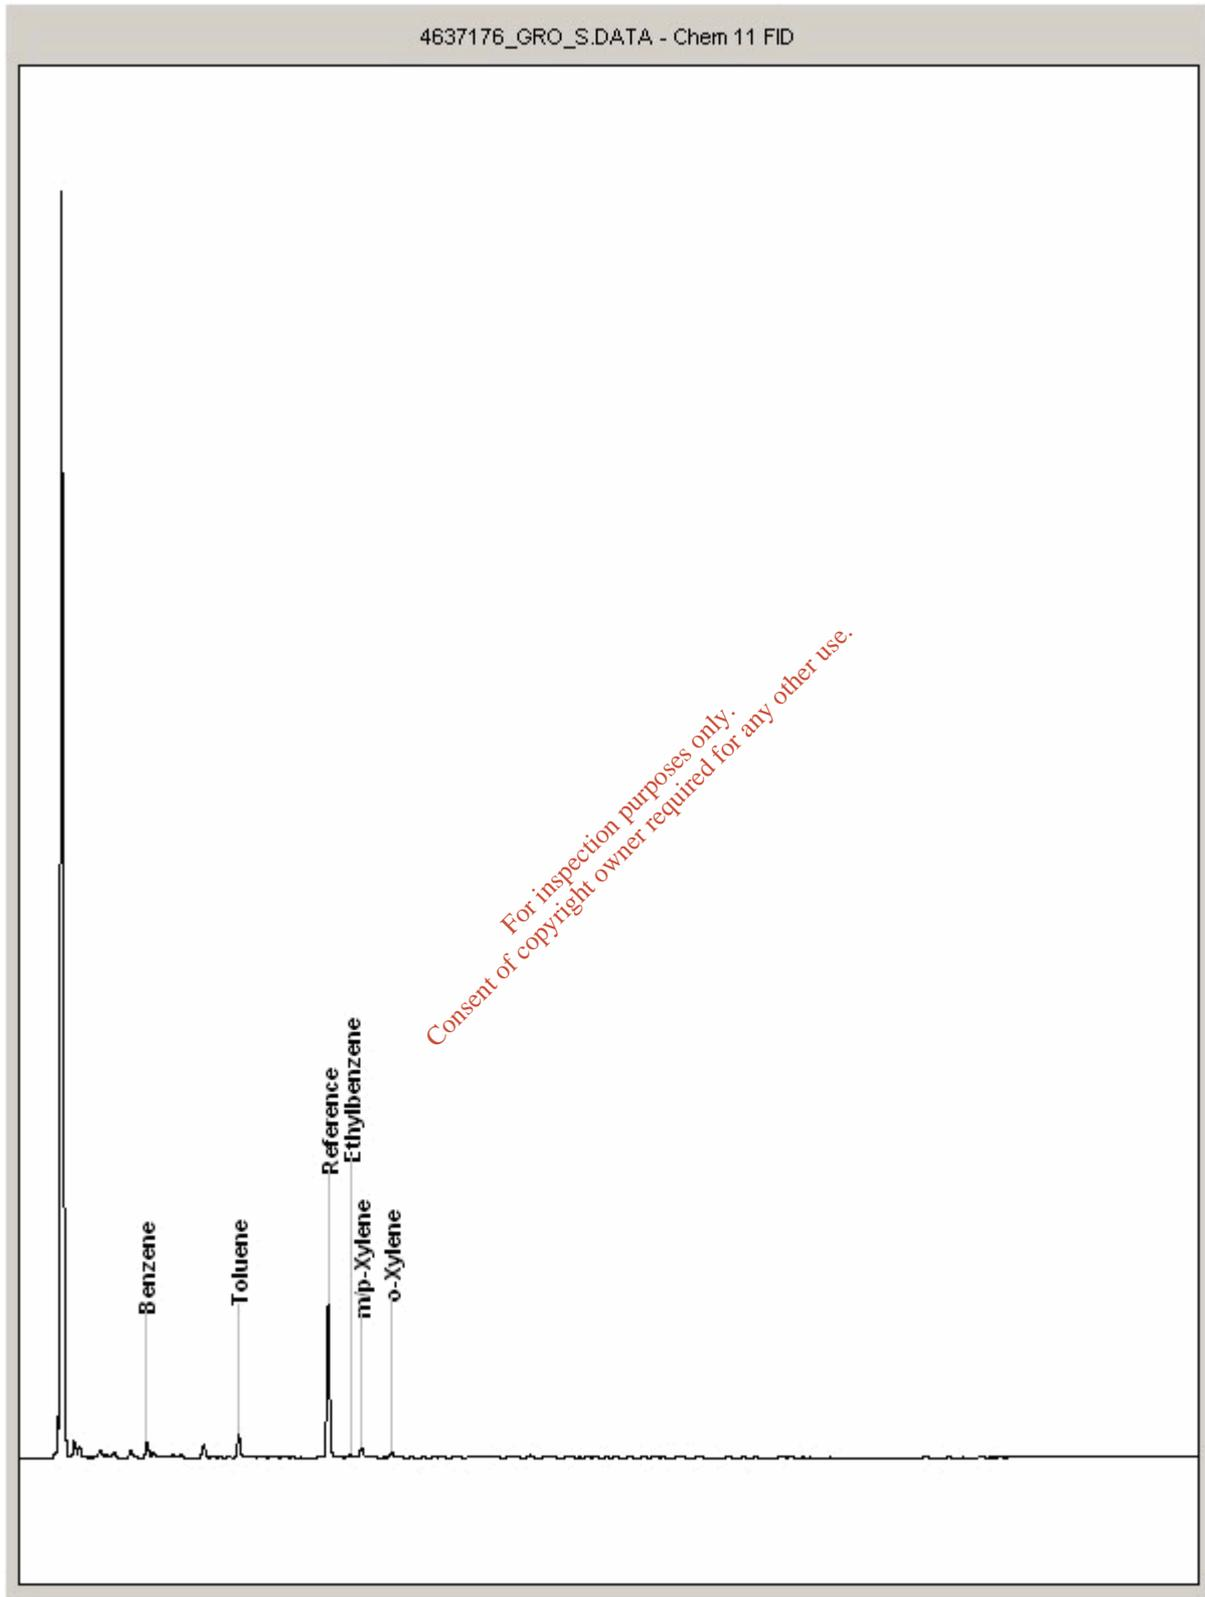 4637176_GRO_S.DATA - Chem 11 FID
For inspection purposes only.
Consent of copyright owner required for any other use.
Benzene
Toluene
Reference
Ethylbenzene
m/p-Xylene
o-Xylene